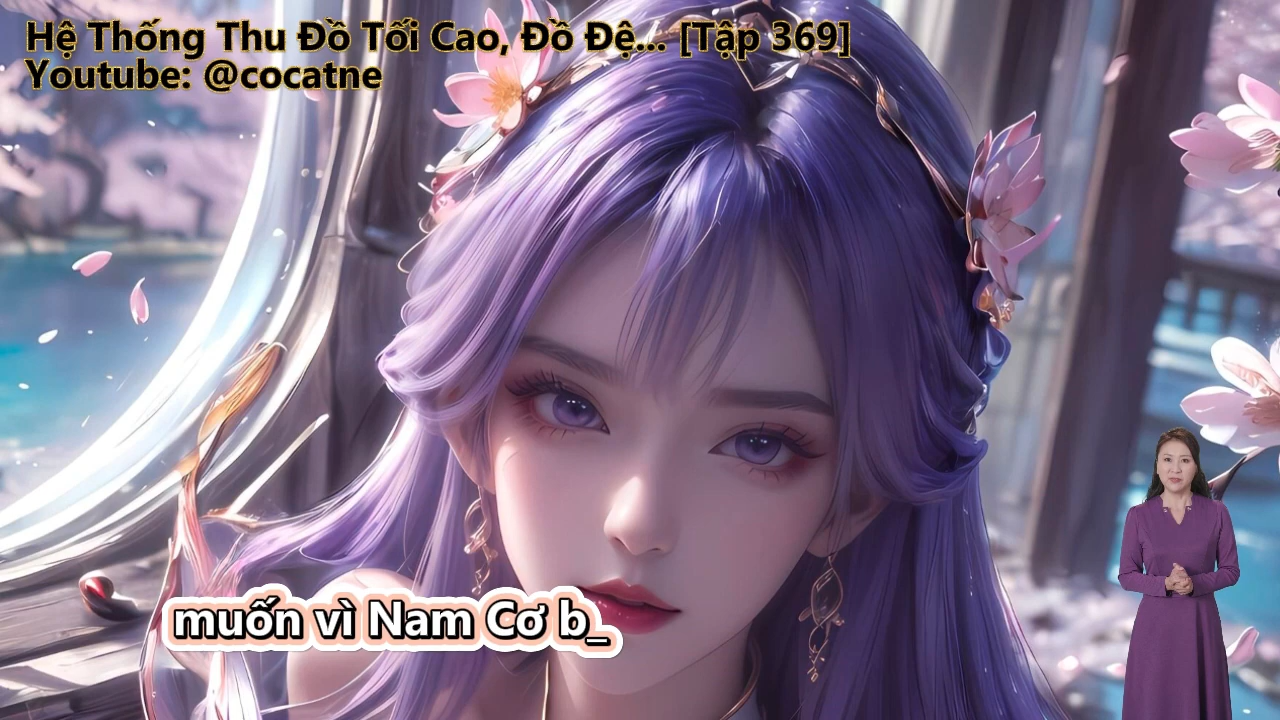 Hệ Thống Thu Đồ Tối Cao, Đồ Đệ... [Tập 369]
Youtube: @cocatne
muốn vì Nam Cơ b_